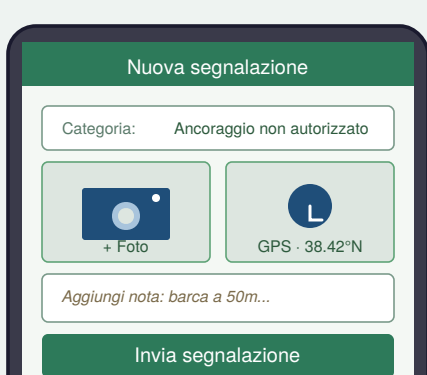 Nuova segnalazione
Categoria: Ancoraggio non autorizzato
+ Foto
GPS · 38.42°N
Aggiungi nota: barca a 50m...
Invia segnalazione